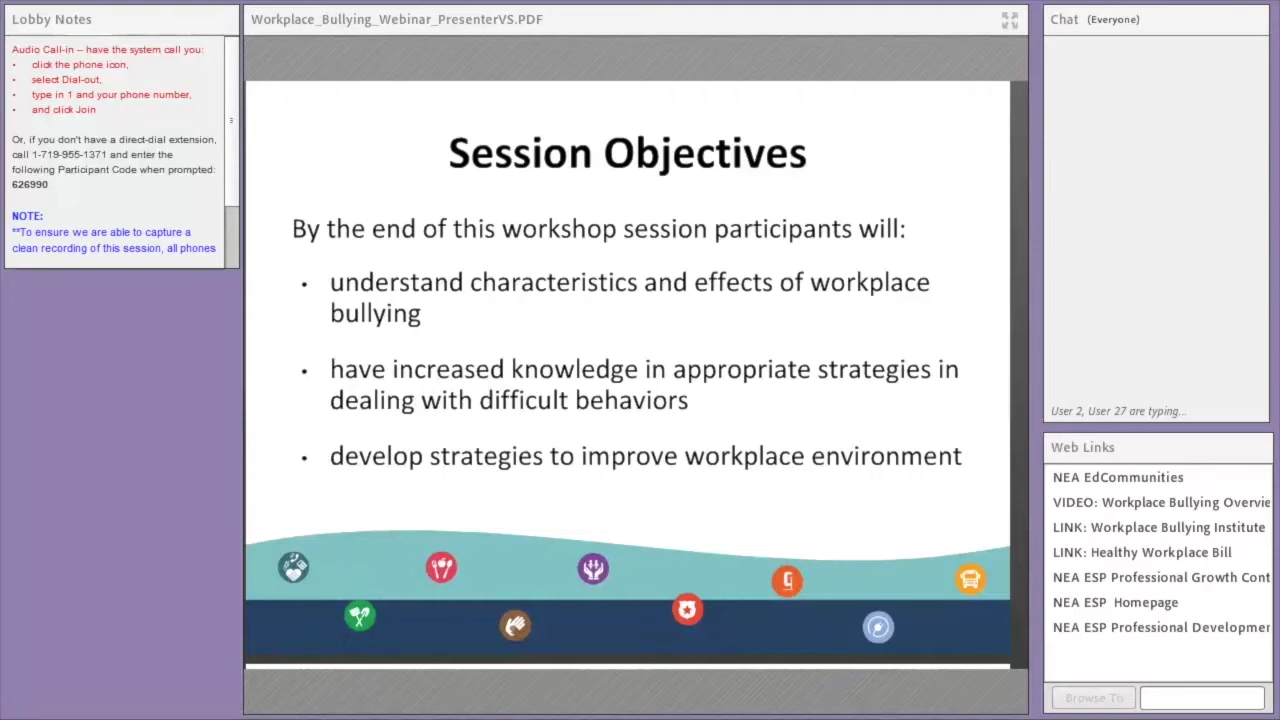 Lobby Notes
Audio Call-in -- have the system call you:
• click the phone icon,
• select Dial-out,
• type in 1 and your phone number,
• and click Join
Or, if you don't have a direct-dial extension,
call 1-719-955-1371 and enter the
following Participant Code when prompted:
626990
NOTE:
**To ensure we are able to capture a
clean recording of this session, all phones
Workplace_Bullying_Webinar_PresenterVS.PDF
Session Objectives
By the end of this workshop session participants will:
• understand characteristics and effects of workplace
bullying
• have increased knowledge in appropriate strategies in
dealing with difficult behaviors
• develop strategies to improve workplace environment
Chat (Everyone)
User 2, User 27 are typing...
Web Links
NEA EdCommunities
VIDEO: Workplace Bullying Overvie
LINK: Workplace Bullying Institute
LINK: Healthy Workplace Bill
NEA ESP Professional Growth Cont
NEA ESP Homepage
NEA ESP Professional Developmer
Browse To